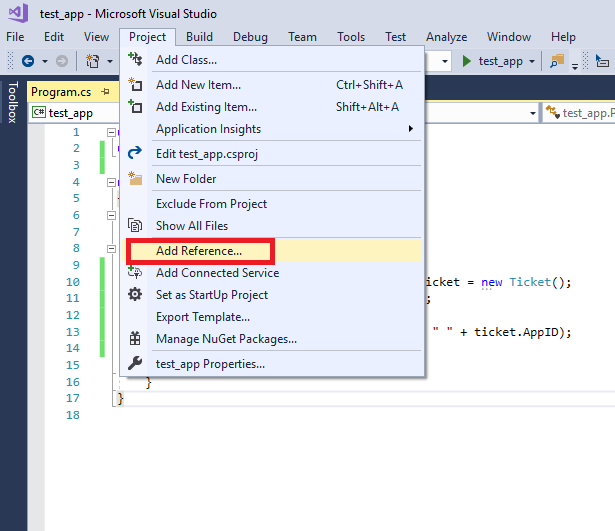 test_app - Microsoft Visual Studio
File Edit View Project Build Debug Team Tools Test Analyze Window Help
test_app
Toolbox
Program.cs
C# test_app
test_app.P
Add Class...
Add New Item... Ctrl+Shift+A
Add Existing Item... Shift+Alt+A
Application Insights
Edit test_app.csproj
New Folder
Exclude From Project
Show All Files
Add Reference...
Add Connected Service
Set as StartUp Project
Export Template...
Manage NuGet Packages...
test_app Properties...
1
2
3
4
5
6
7
8
9
10 icket = new Ticket();
11 ;
12
13 " " + ticket.AppID);
14
15
16 }
17 }
18